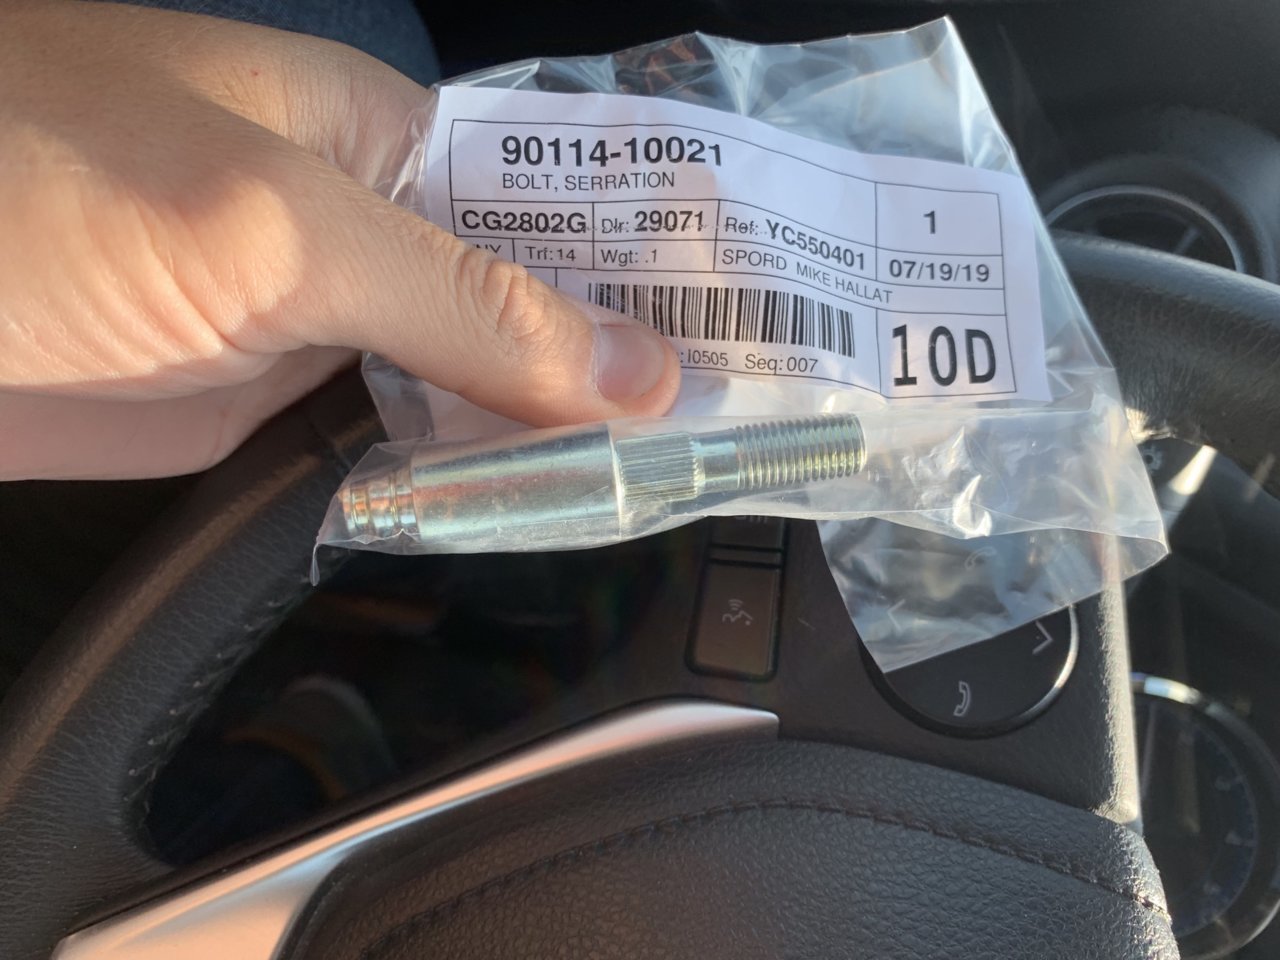 90114-10021
BOLT, SERRATION
CG2802G Dlr: 29071 Ref: YC550401 1
NY Trf: 14 Wgt: .1 SPORD MIKE HALLAT 07/19/19
:I0505 Seq: 007 10D